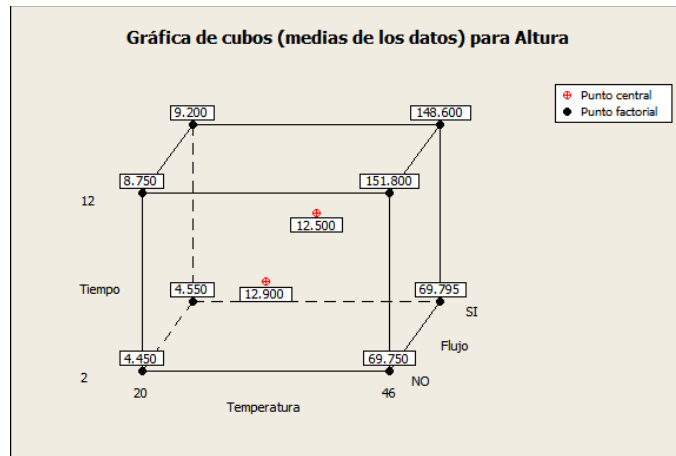 Gráfica de cubos (medias de los datos) para Altura
Punto central
Punto factorial
9.200
148.600
8.750
151.800
12
12.500
Tiempo
4.550
12.900
69.795
SI
Flujo
4.450
69.750
2
NO
20
46
Temperatura